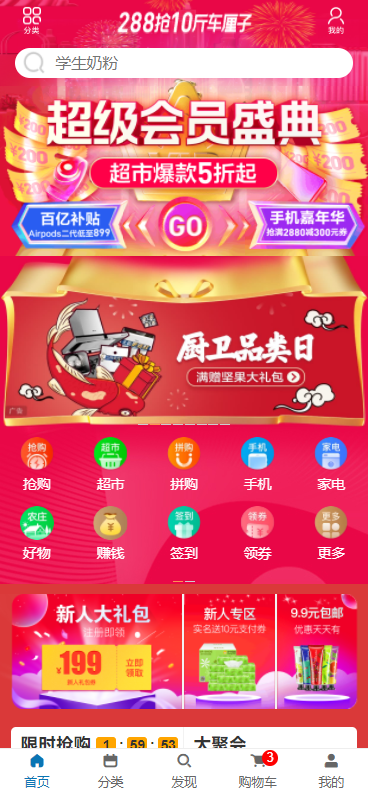 288抢10斤车厘子
分类
我的
学生奶粉
¥200
¥200
¥200
超级会员盛典
超市爆款5折起
百亿补贴
Airpods二代低至899
GO
手机嘉年华
抢满2880减300元券
厨卫品类日
满赠坚果大礼包
广告
抢购 超市 拼购 手机 家电
抢购 超市 拼购 手机 家电
农庄 ¥ 签到 领券 更多
好物 赚钱 签到 领券 更多
新人大礼包
注册即领
¥199
新人礼包券
立即
领取
新人专区
实名送10元支付券
9.9元包邮
优惠天天有
限时抢购 1 : 59 : 53
大聚会
3
首页 分类 发现 购物车 我的